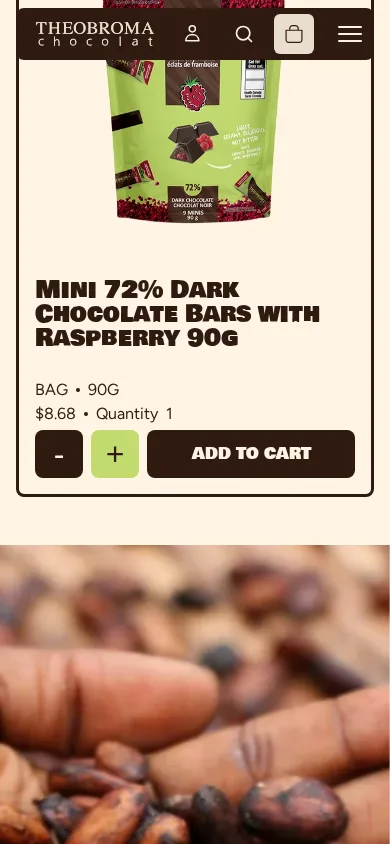 THEOBROMA
chocolat
éclats de framboise
72%
DARK CHOCOLATE
CHOCOLAT NOIR
9 MINIS
90 g
Mini 72% Dark
Chocolate Bars with
Raspberry 90g
BAG • 90G
$8.68 • Quantity 1
-
+
ADD TO CART